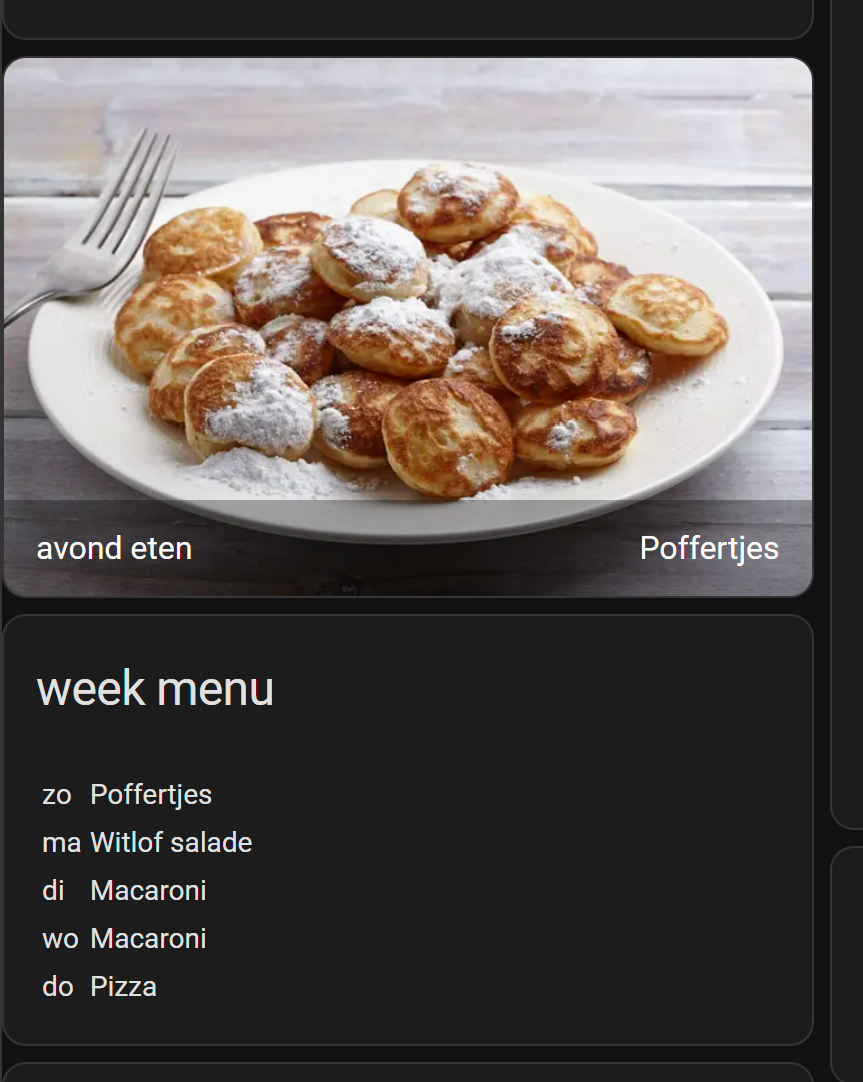 avond eten Poffertjes
week menu
zo Poffertjes
ma Witlof salade
di Macaroni
wo Macaroni
do Pizza